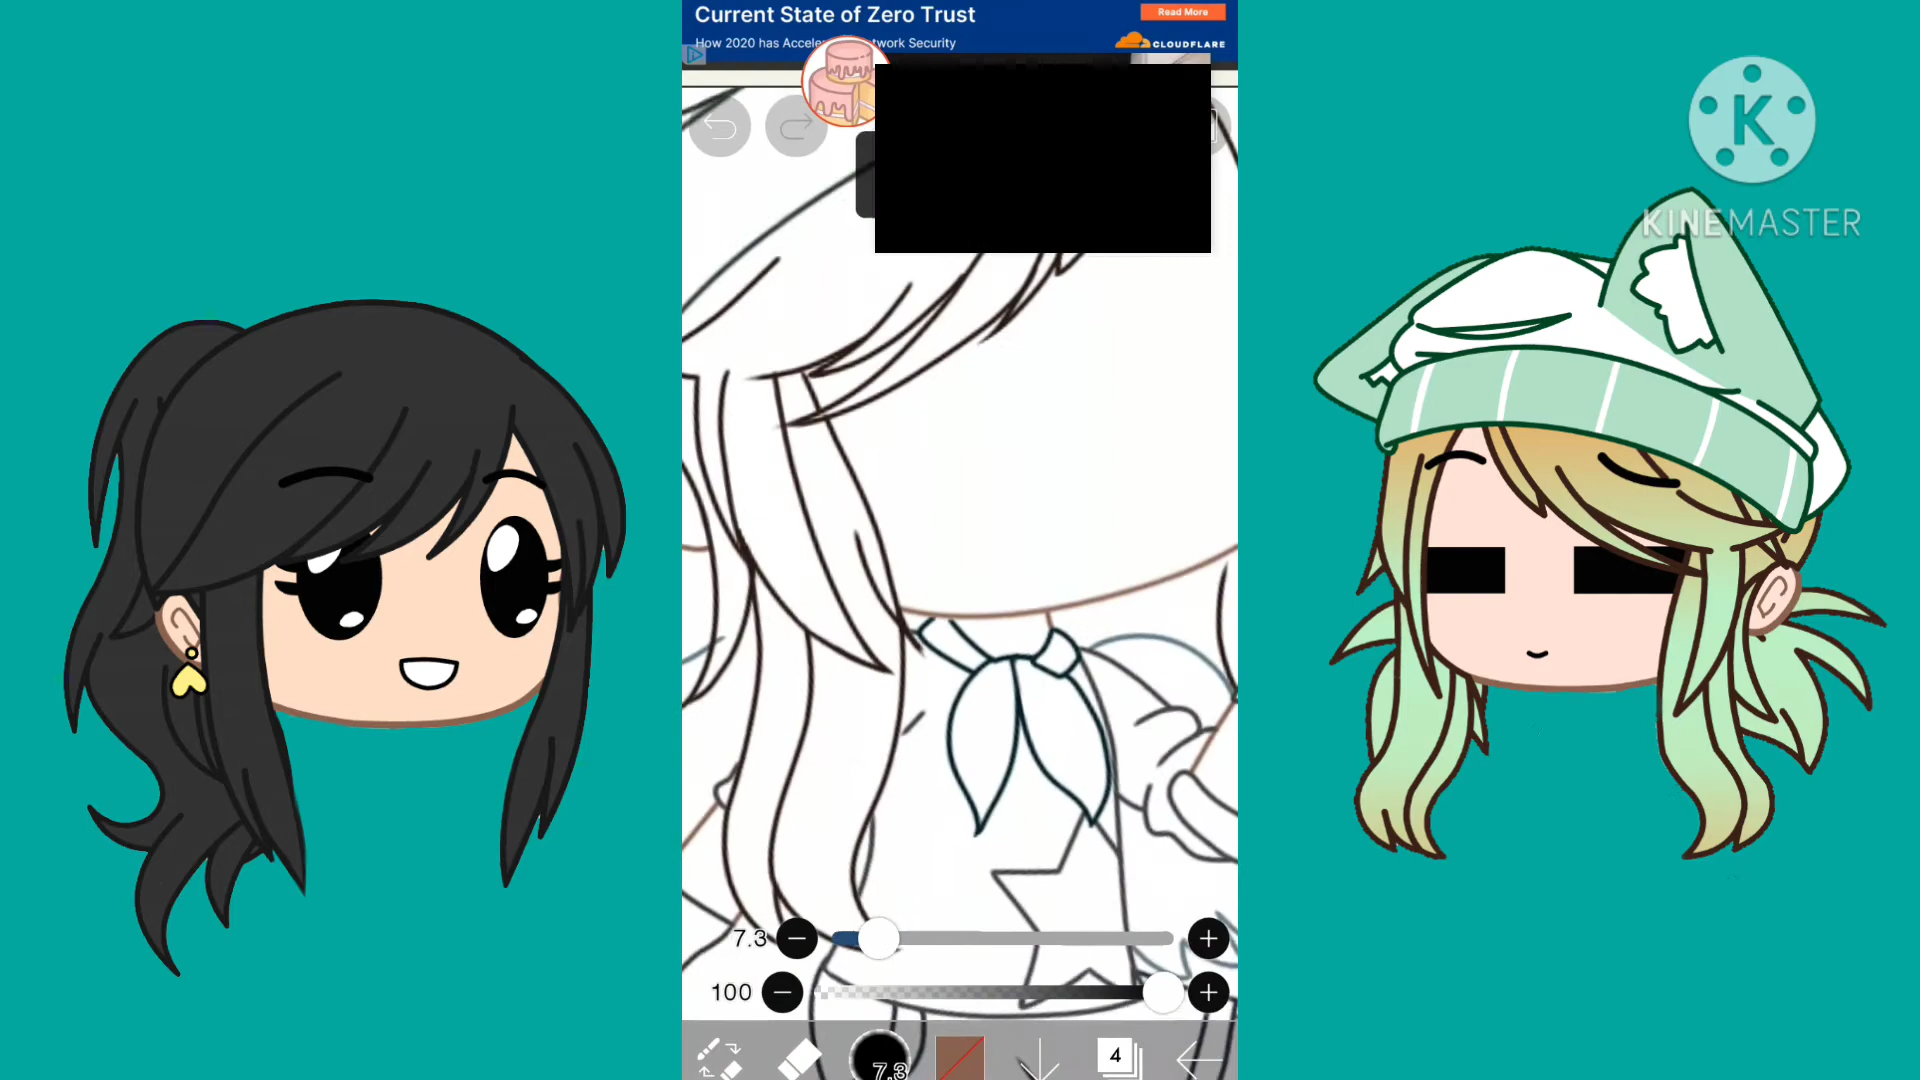 Current State of Zero Trust
Read More
How 2020 has Accele twork Security
CLOUDFLARE
K
KINEMASTER
7.3
100
7.3
4